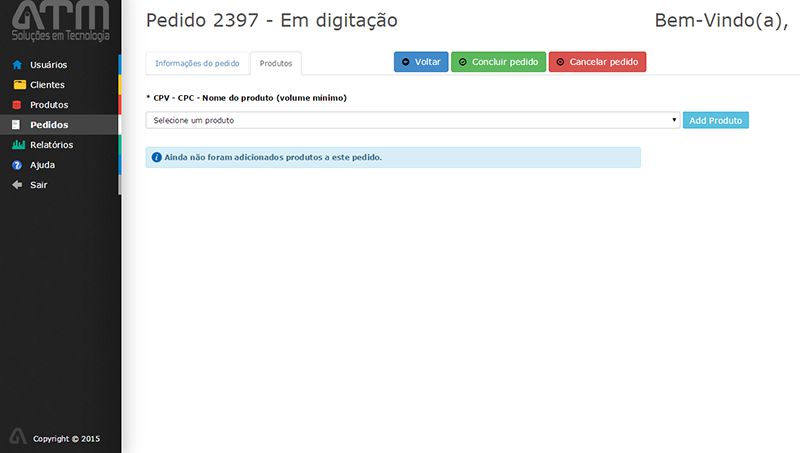 ATM
Soluções em Tecnologia
Usuários
Clientes
Produtos
Pedidos
Relatórios
Ajuda
Sair
Copyright © 2015
Pedido 2397 - Em digitação
Bem-Vindo(a),
Informações do pedido
Produtos
Voltar
Concluir pedido
Cancelar pedido
* CPV - CPC - Nome do produto (volume mínimo)
Selecione um produto
Add Produto
Ainda não foram adicionados produtos a este pedido.